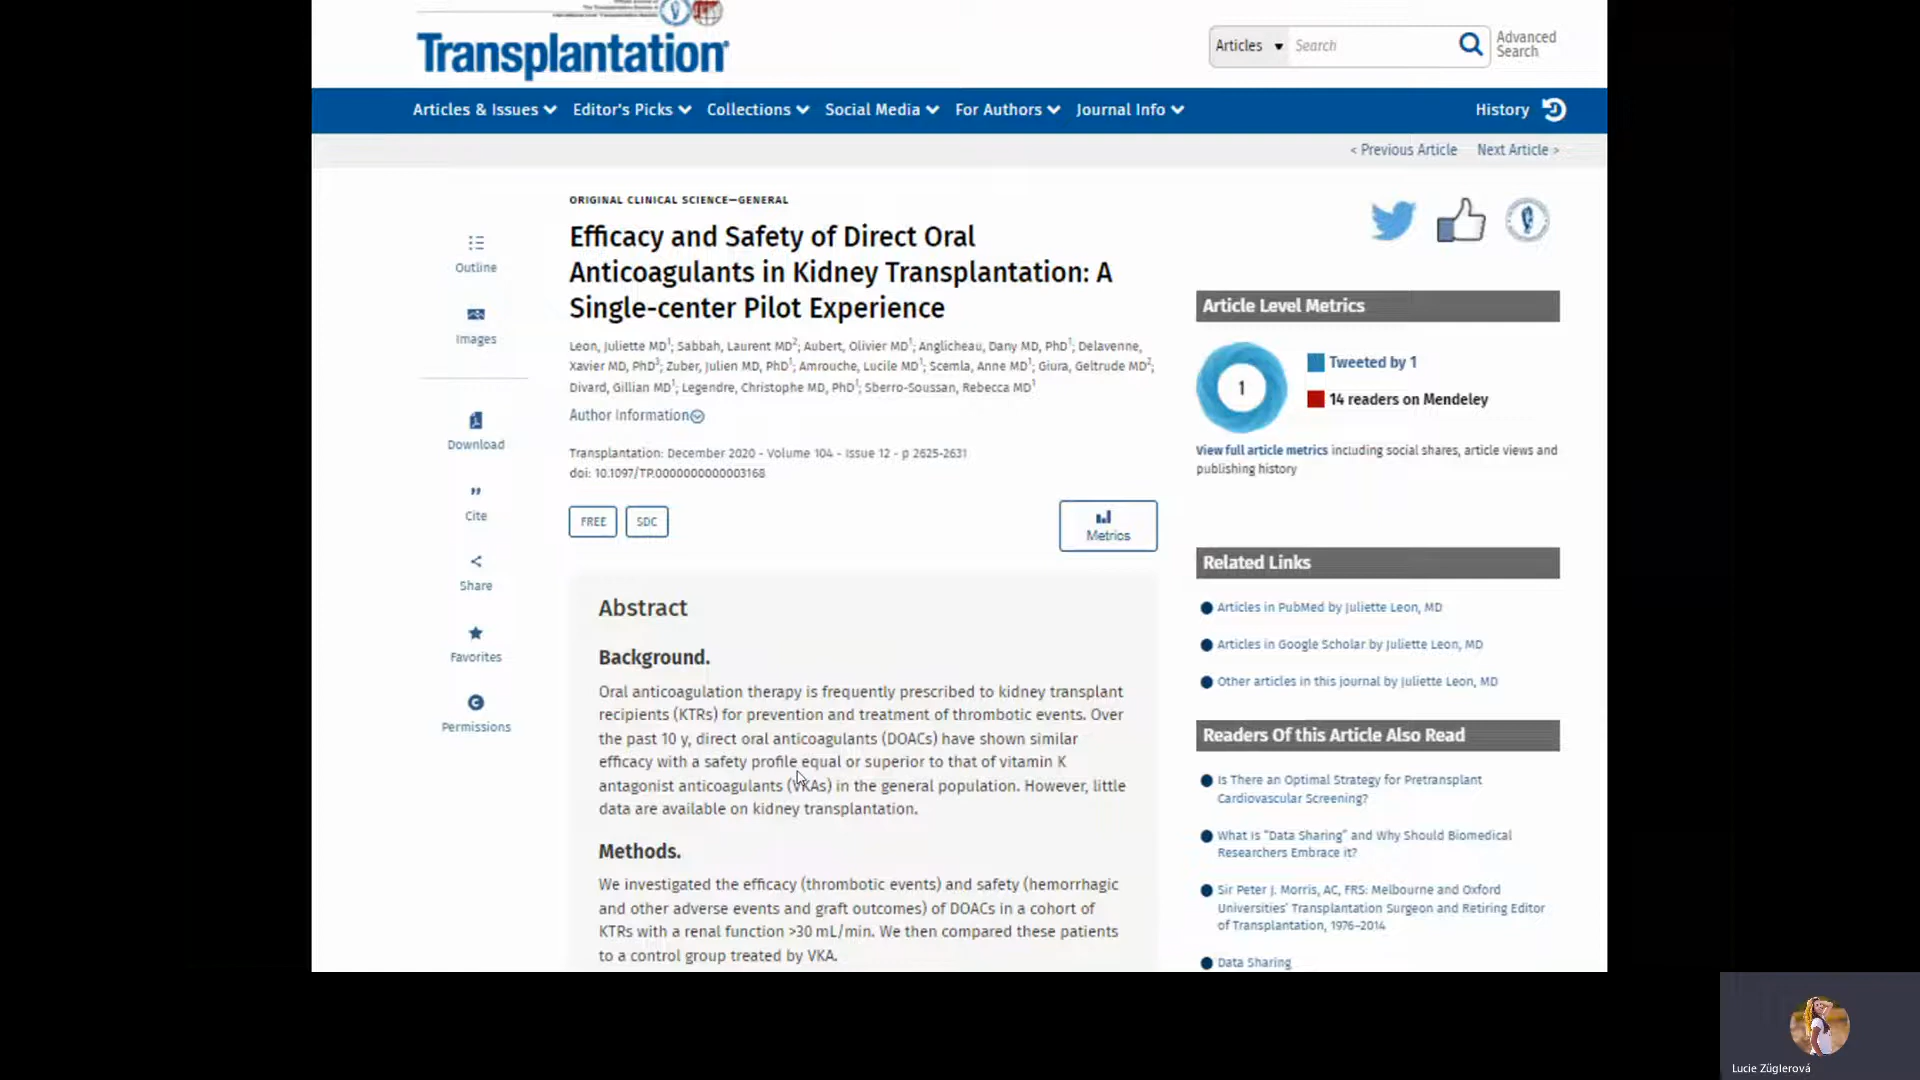 Transplantation
Articles
Search
Advanced
Search
Articles & Issues
Editor's Picks
Collections
Social Media
For Authors
Journal Info
History
< Previous Article
Next Article >
Outline
Images
Download
Cite
Share
Favorites
Permissions
ORIGINAL CLINICAL SCIENCE—GENERAL
Efficacy and Safety of Direct Oral
Anticoagulants in Kidney Transplantation: A
Single-center Pilot Experience
Leon, Juliette MD1; Sabbah, Laurent MD2; Aubert, Olivier MD1; Anglicheau, Dany MD, PhD1; Delavenne,
Xavier MD, PhD3; Zuber, Julien MD, PhD1; Amrouche, Lucile MD1; Scemla, Anne MD1; Giura, Geltrude MD2;
Divard, Gillian MD1; Legendre, Christophe MD, PhD1; Sberro-Soussan, Rebecca MD1
Author Information
Transplantation: December 2020 - Volume 104 - Issue 12 - p 2625-2631
doi: 10.1097/TP.0000000000003168
FREE
SDC
Metrics
Abstract
Background.
Oral anticoagulation therapy is frequently prescribed to kidney transplant
recipients (KTRs) for prevention and treatment of thrombotic events. Over
the past 10 y, direct oral anticoagulants (DOACs) have shown similar
efficacy with a safety profile equal or superior to that of vitamin K
antagonist anticoagulants (VKAs) in the general population. However, little
data are available on kidney transplantation.
Methods.
We investigated the efficacy (thrombotic events) and safety (hemorrhagic
and other adverse events and graft outcomes) of DOACs in a cohort of
KTRs with a renal function >30 mL/min. We then compared these patients
to a control group treated by VKA.
Article Level Metrics
1
Tweeted by 1
14 readers on Mendeley
View full article metrics including social shares, article views and
publishing history
Related Links
Articles in PubMed by Juliette Leon, MD
Articles in Google Scholar by Juliette Leon, MD
Other articles in this journal by Juliette Leon, MD
Readers Of this Article Also Read
Is There an Optimal Strategy for Pretransplant
Cardiovascular Screening?
What is “Data Sharing” and Why Should Biomedical
Researchers Embrace it?
Sir Peter J. Morris, AC, FRS: Melbourne and Oxford
Universities’ Transplantation Surgeon and Retiring Editor
of Transplantation, 1976–2014
Data Sharing
Lucie Züglerová